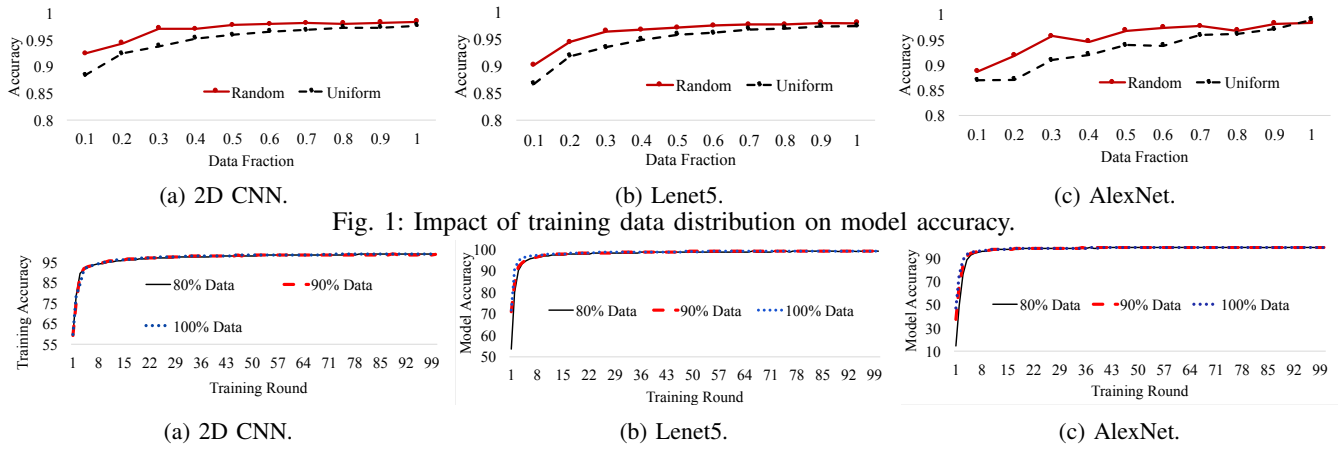 1
0.95
0.9
0.85
0.8
Accuracy
Random
Uniform
0.1 0.2 0.3 0.4 0.5 0.6 0.7 0.8 0.9 1
Data Fraction
(a) 2D CNN.
1
0.95
0.9
0.85
0.8
Accuracy
Random
Uniform
0.1 0.2 0.3 0.4 0.5 0.6 0.7 0.8 0.9 1
Data Fraction
(b) Lenet5.
1
0.95
0.9
0.85
0.8
Accuracy
Random
Uniform
0.1 0.2 0.3 0.4 0.5 0.6 0.7 0.8 0.9 1
Data Fraction
(c) AlexNet.
Fig. 1: Impact of training data distribution on model accuracy.
95
85
75
65
55
Training Accuracy
80% Data
90% Data
100% Data
1 8 15 22 29 36 43 50 57 64 71 78 85 92 99
Training Round
(a) 2D CNN.
100
90
80
70
60
50
Model Accuracy
80% Data
90% Data
100% Data
1 8 15 22 29 36 43 50 57 64 71 78 85 92 99
Training Round
(b) Lenet5.
90
70
50
30
10
Model Accuracy
80% Data
90% Data
100% Data
1 8 15 22 29 36 43 50 57 64 71 78 85 92 99
Training Round
(c) AlexNet.